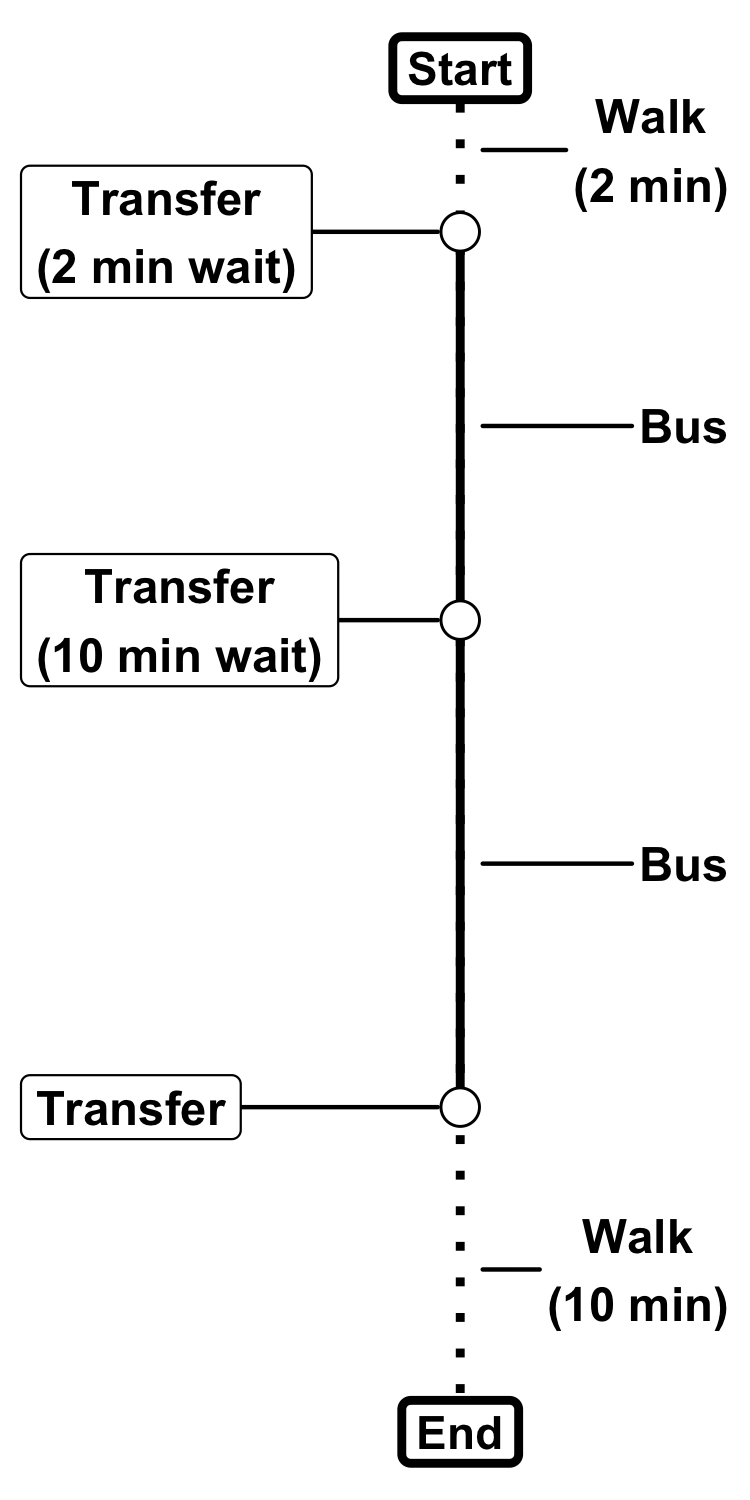 Start
Walk
(2 min)
Transfer
(2 min wait)
Bus
Transfer
(10 min wait)
Bus
Transfer
Walk
(10 min)
End